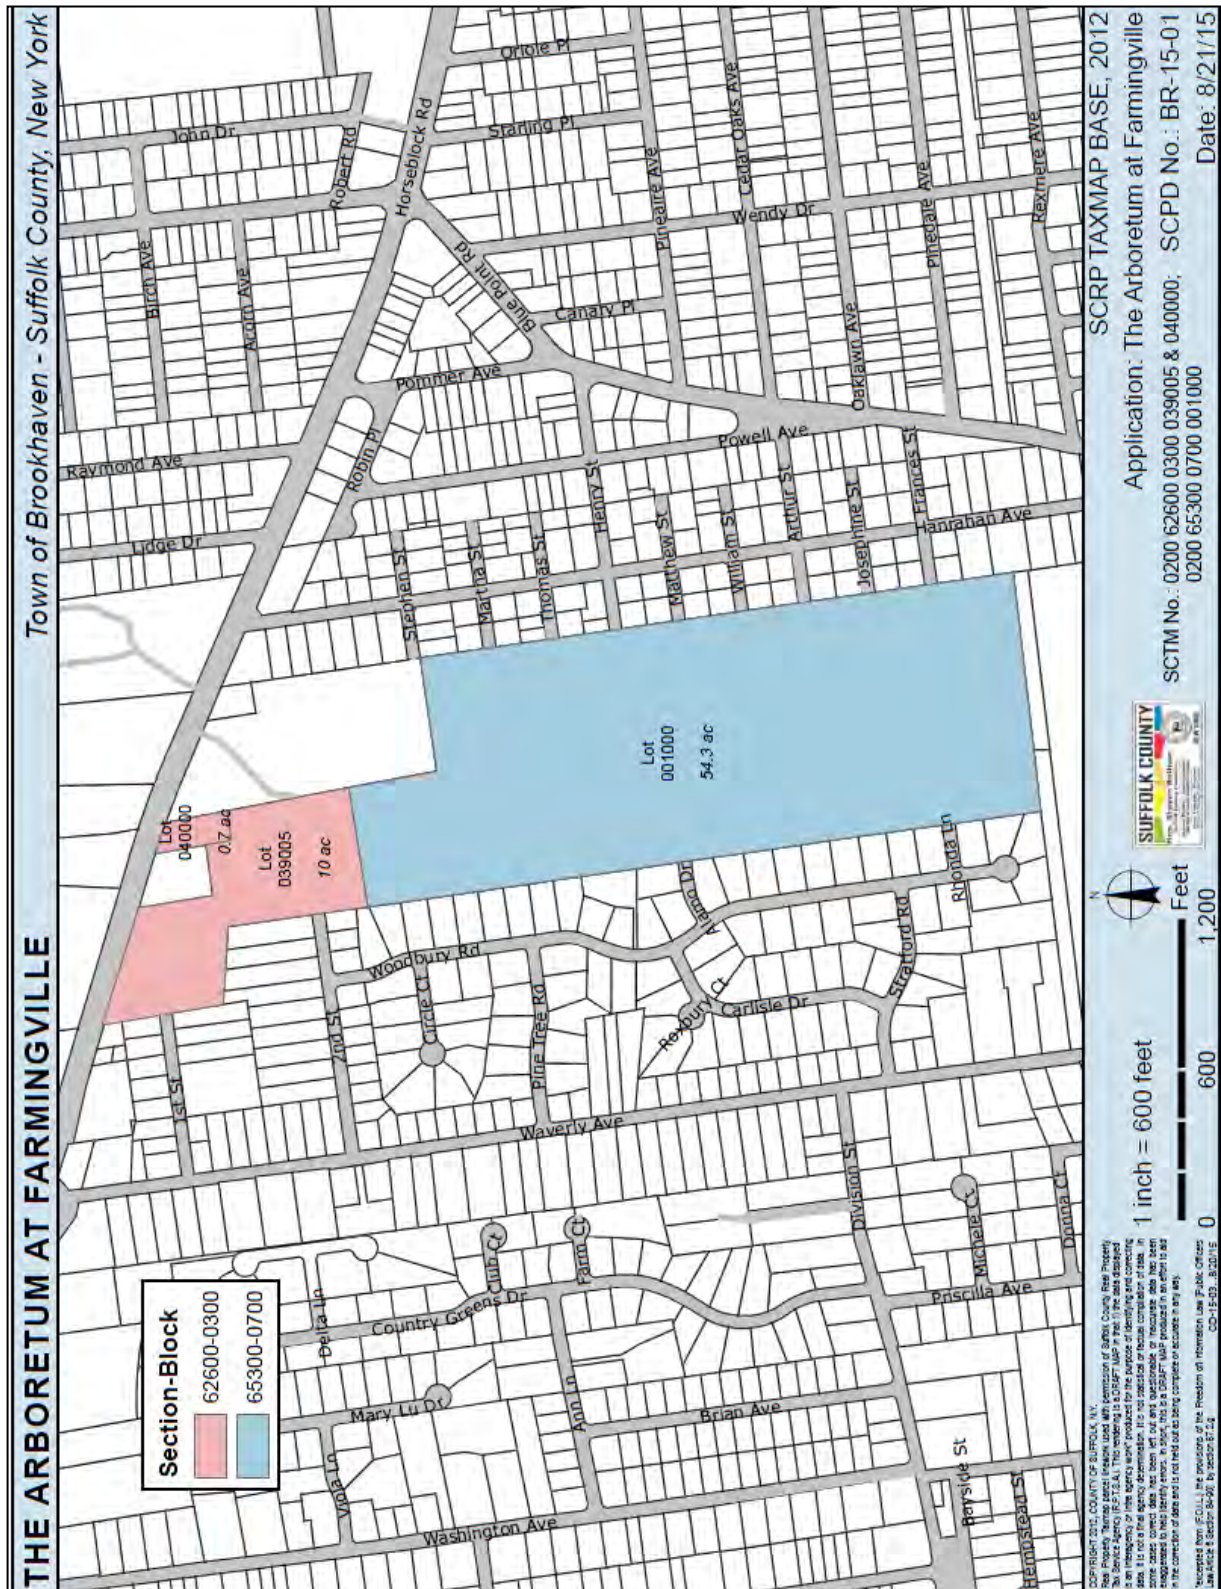 THE ARBORETUM AT FARMINGVILLE
Town of Brookhaven - Suffolk County, New York
Section-Block
62600-0300
65300-0700
Lot
040000
0.7 ac
Lot
039005
10 ac
Lot
001000
54.3 ac
John Dr
Robert Rd
Horseblock Rd
Oriole Pl
Starling Pl
Birch Ave
Acorn Ave
Raymond Ave
Lidge Dr
Blue Point Rd
Canary Pl
Pommer Ave
Robin Pl
Pineaire Ave
Cedar Oaks Ave
Wendy Dr
Oaklawn Ave
Pinedale Ave
Rexmere Ave
Powell Ave
Stephen St
Martha St
Thomas St
Henry St
Matthew St
William St
Arthur St
Josephine St
Frances St
Hanrahan Ave
1st St
2nd St
Woodbury Rd
Circle Ct
Pine Tree Rd
Alamo Dr
Roxbury Ct
Carlisle Dr
Stratford Rd
Rhonda Ln
Waverly Ave
Division St
Delta Ln
Country Greens Dr
Club Ct
Farm Ct
Mary Lu Dr
Viola Ln
Ann Ln
Brian Ave
Washington Ave
Priscilla Ave
Michele Ct
Donna Ct
Bayside St
Hempstead St
COPYRIGHT 2012, COUNTY OF SUFFOLK, N.Y.
1 inch = 600 feet
0 600 1,200
Feet
N
SUFFOLK COUNTY
SCRP TAXMAP BASE, 2012
Application: The Arboretum at Farmingville
SCTM No.: 0200 62600 0300 039005 & 040000; SCPD No.: BR-15-01
0200 65300 0700 001000
Date: 8/21/15